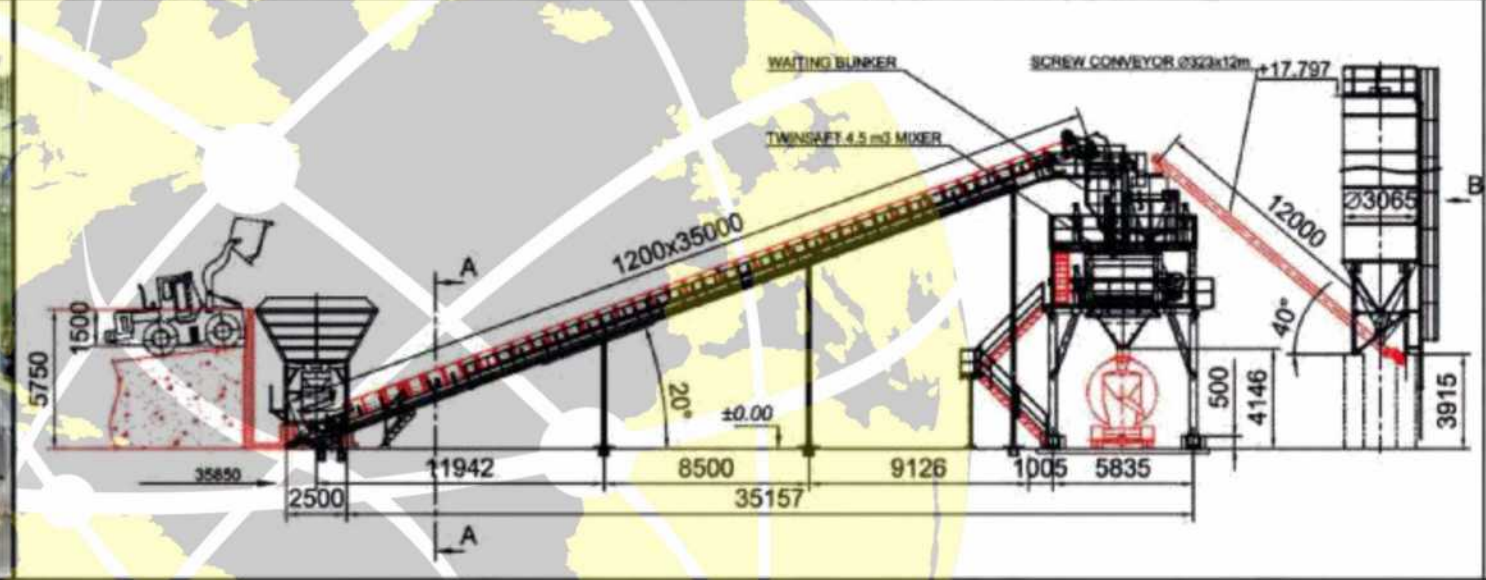 WAITING BUNKER
SCREW CONVEYOR Ø323x12m
+17.797
TWINSAFT 4.5 m3 MIXER
B
Ø3065
12000
1200x35000
A
1500
5750
40°
20°
±0.00
500
4146
3915
35850
11942
8500
9126
1005
5835
2500
35157
A